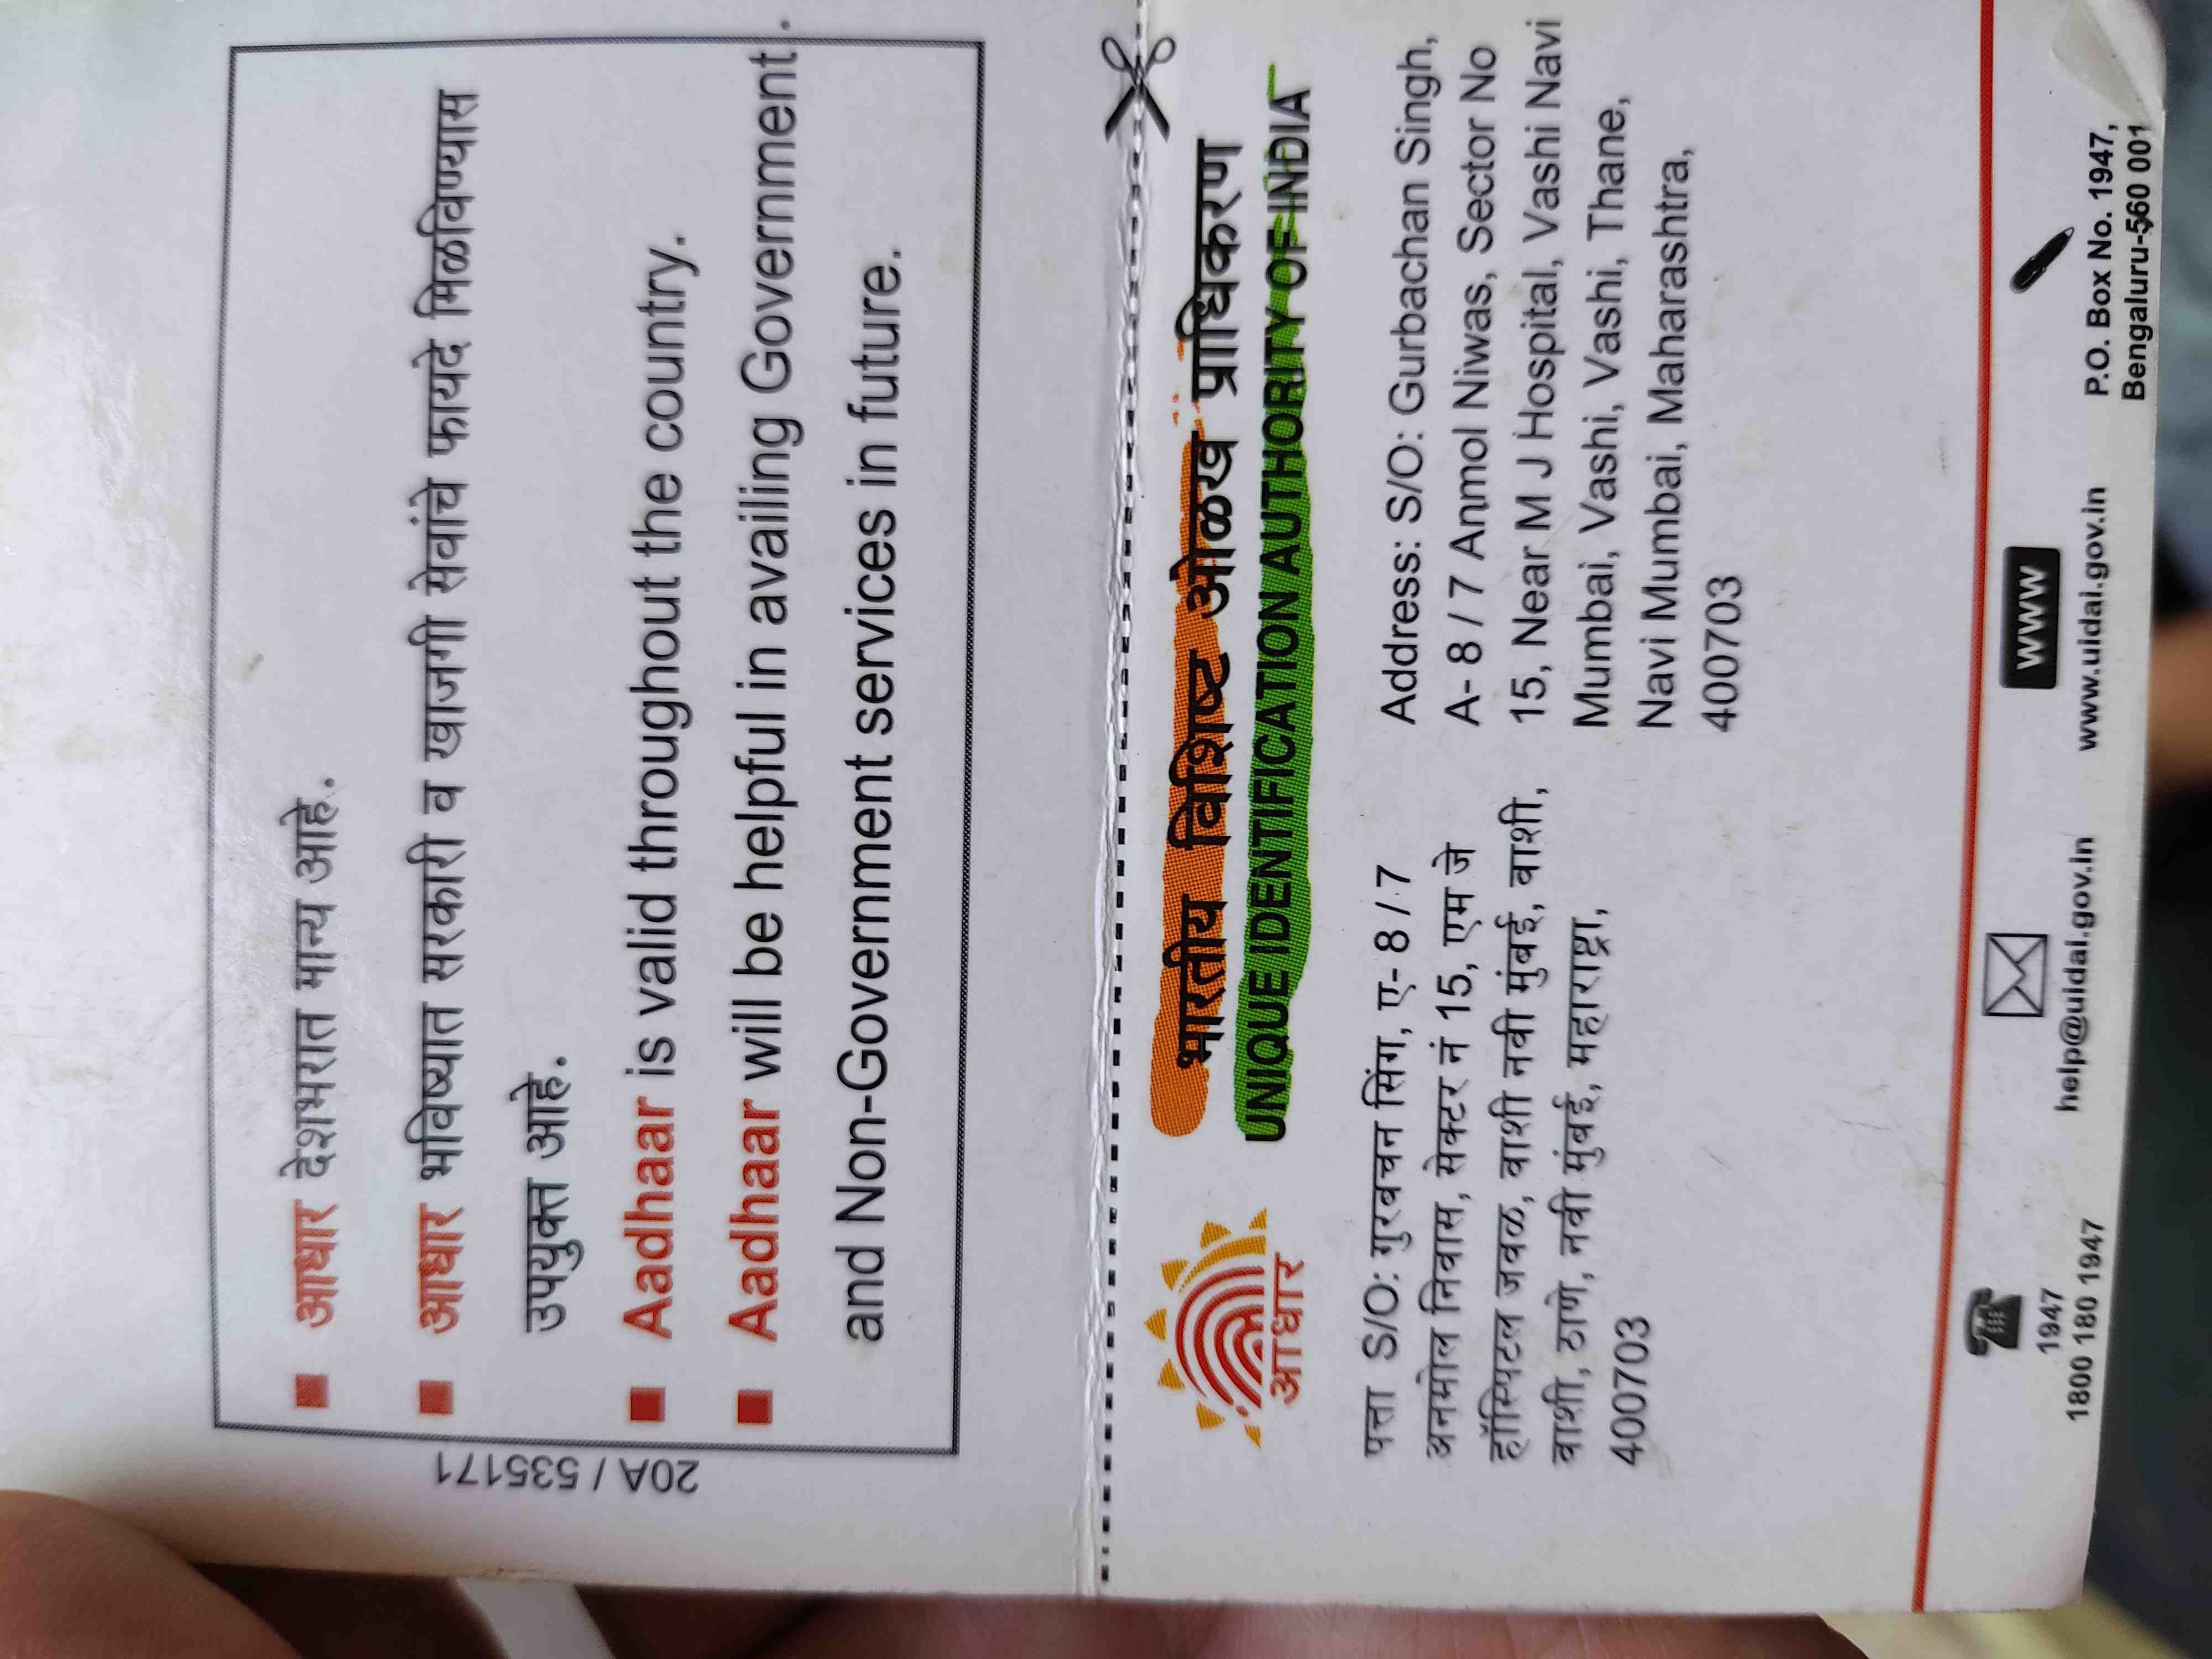 आधार देशभरात मान्य आहे.
आधार भविष्यात सरकारी व खाजगी सेवांचे फायदे मिळविण्यास
उपयुक्त आहे.
Aadhaar is valid throughout the country.
Aadhaar will be helpful in availing Government
and Non-Government services in future.
20A / 535171
भारतीय विशिष्ट ओळख प्राधिकरण
UNIQUE IDENTIFICATION AUTHORITY OF INDIA
आधार
पत्ता S/O: गुरबचन सिंग, ए- 8 / 7
अनमोल निवास, सेक्टर नं 15, एम जे
हॉस्पिटल जवळ, वाशी नवी मुंबई, वाशी,
वाशी, ठाणे, नवी मुंबई, महाराष्ट्रा,
400703
Address: S/O: Gurbachan Singh,
A- 8 / 7 Anmol Niwas, Sector No
15, Near M J Hospital, Vashi Navi
Mumbai, Vashi, Vashi, Thane,
Navi Mumbai, Maharashtra,
400703
1947
1800 180 1947
help@uidai.gov.in
www
www.uidai.gov.in
P.O. Box No. 1947,
Bengaluru-560 001